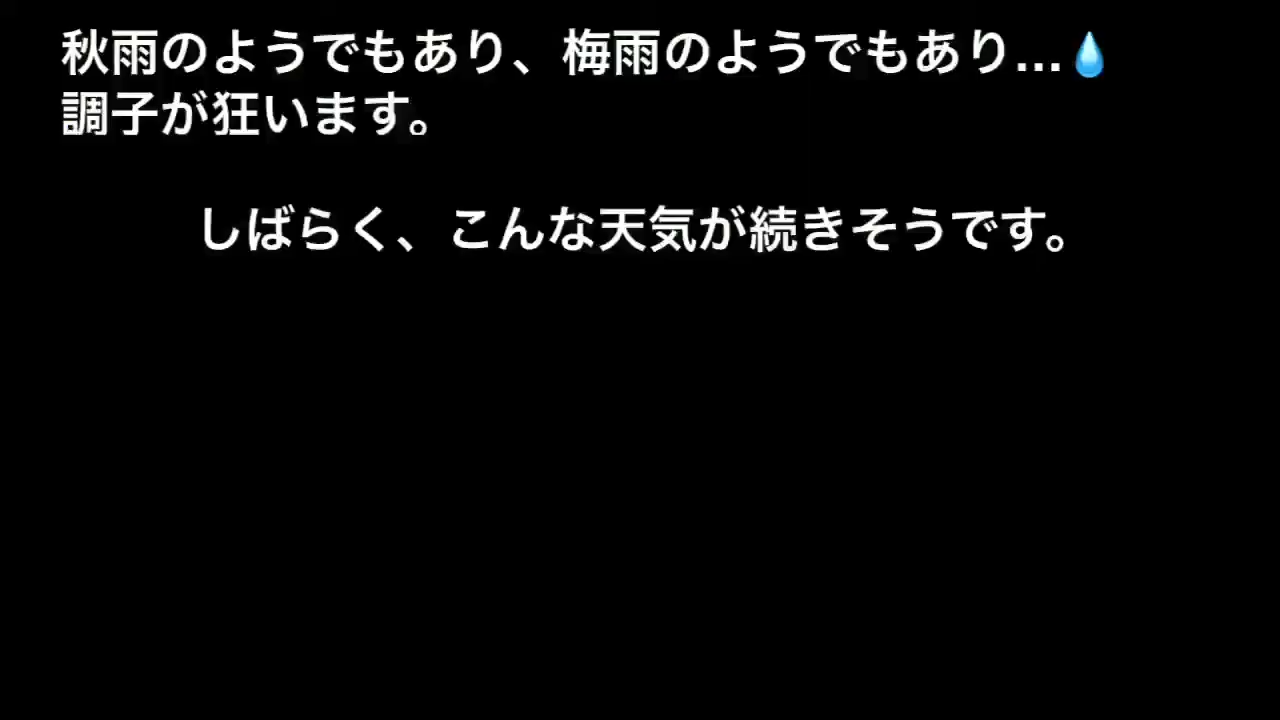 秋雨のようでもあり、梅雨のようでもあり…💧
調子が狂います。
しばらく、こんな天気が続きそうです。